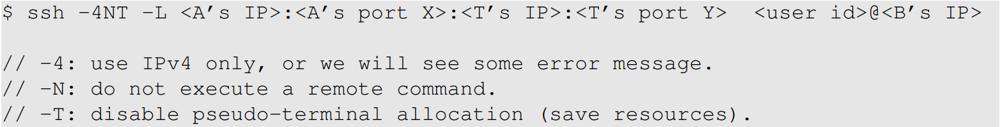 $ ssh -4NT -L <A’s IP>:<A’s port X>:<T’s IP>:<T’s port Y>  <user id>@<B’s IP>
// -4: use IPv4 only, or we will see some error message.
// -N: do not execute a remote command.
// -T: disable pseudo-terminal allocation (save resources).